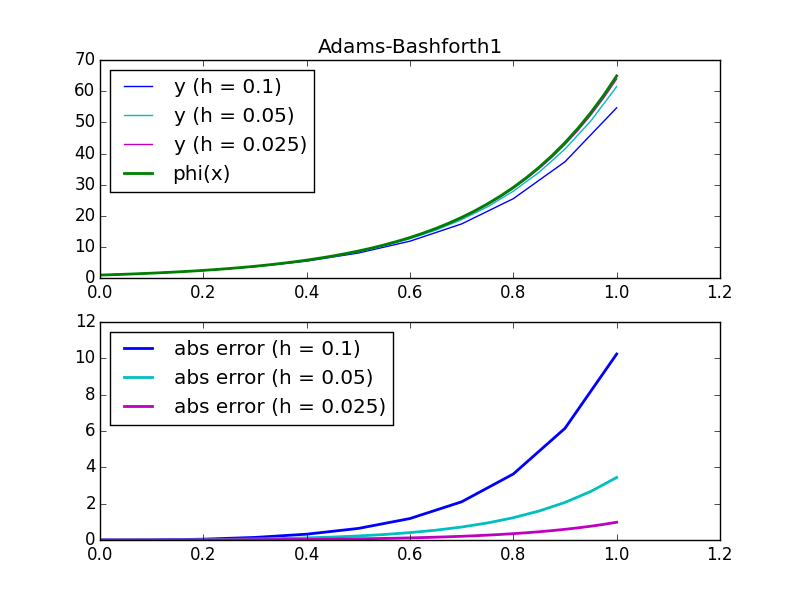 Adams-Bashforth1
70
60
50
40
30
20
10
0
y (h = 0.1)
y (h = 0.05)
y (h = 0.025)
phi(x)
0.0 0.2 0.4 0.6 0.8 1.0 1.2
12
10
8
6
4
2
0
abs error (h = 0.1)
abs error (h = 0.05)
abs error (h = 0.025)
0.0 0.2 0.4 0.6 0.8 1.0 1.2